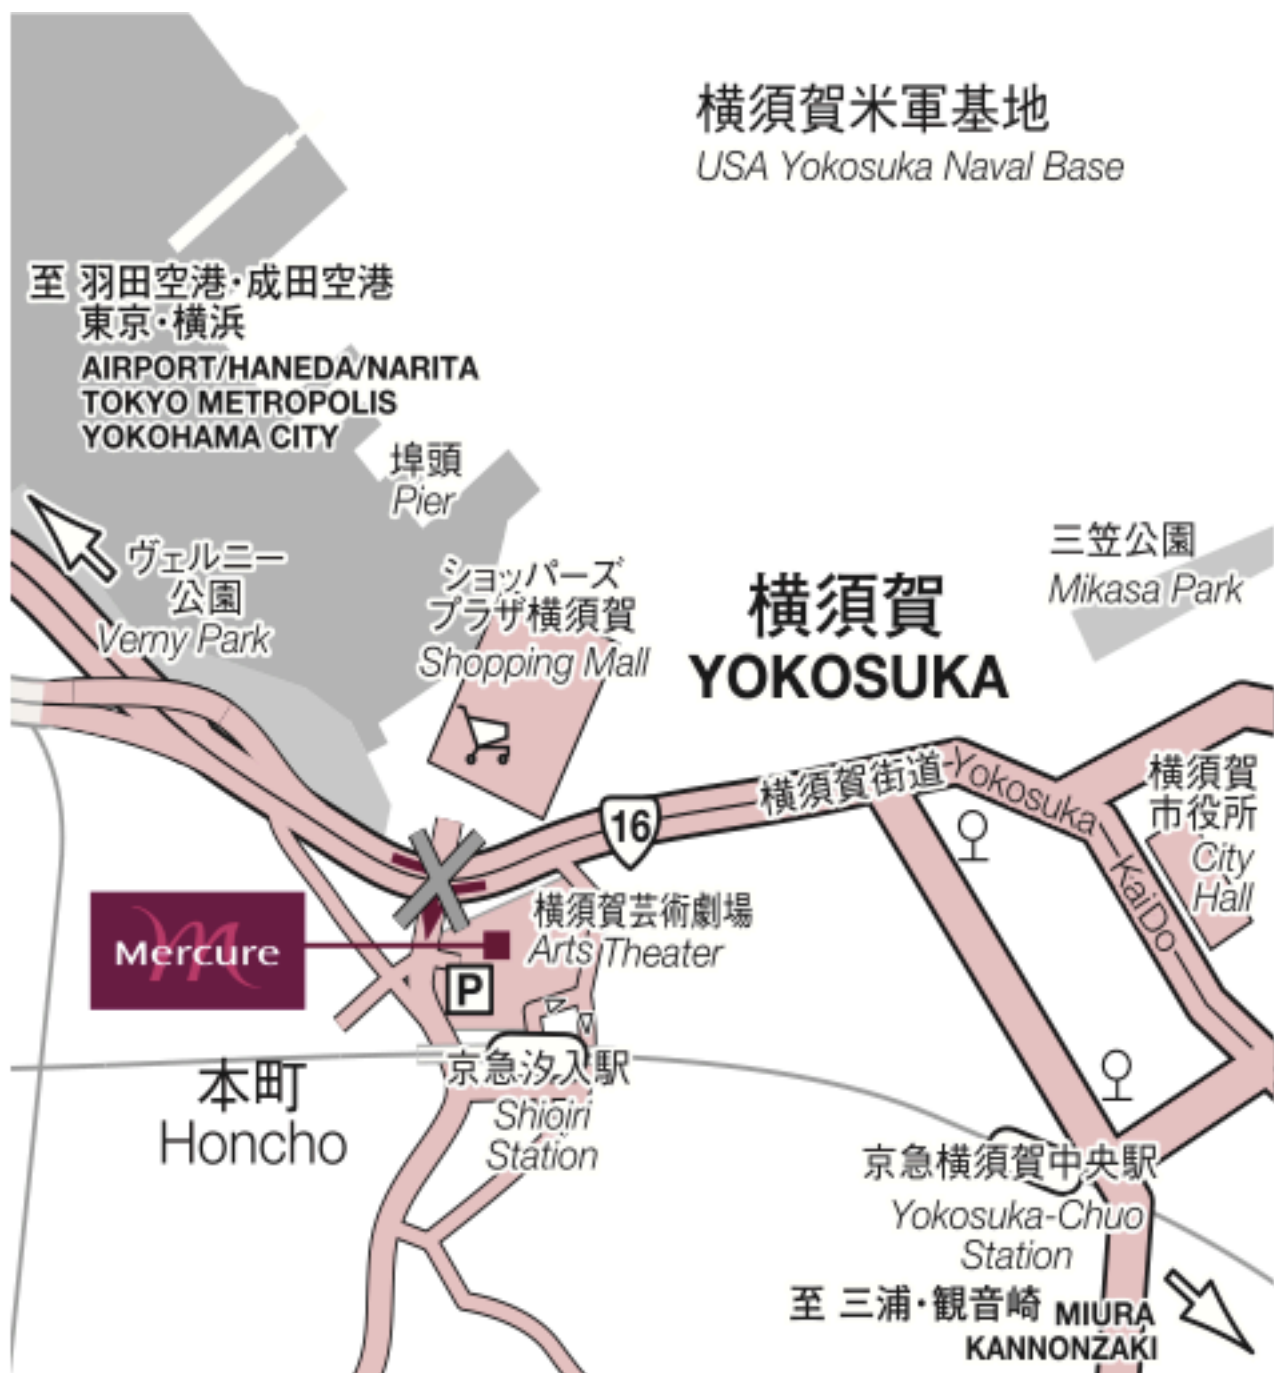 横須賀米軍基地
USA Yokosuka Naval Base
至 羽田空港・成田空港
東京・横浜
AIRPORT/HANEDA/NARITA
TOKYO METROPOLIS
YOKOHAMA CITY
埠頭
Pier
ヴェルニー
公園
Verny Park
ショッパーズ
プラザ横須賀
Shopping Mall
横須賀
YOKOSUKA
三笠公園
Mikasa Park
横須賀街道
Yokosuka
KaiDo
16
横須賀
市役所
City
Hall
横須賀芸術劇場
Arts Theater
Mercure
P
本町
Honcho
京急汐入駅
Shioiri
Station
京急横須賀中央駅
Yokosuka-Chuo
Station
至 三浦・観音崎 MIURA
KANNONZAKI